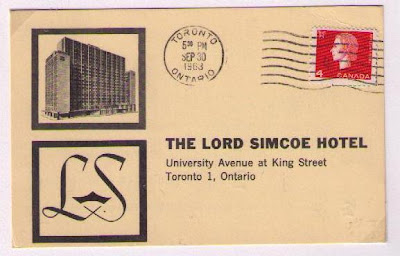 TORONTO
5⁰⁰ PM
SEP 30
1963
ONTARIO
4
CANADA
THE LORD SIMCOE HOTEL
University Avenue at King Street
Toronto 1, Ontario
LS